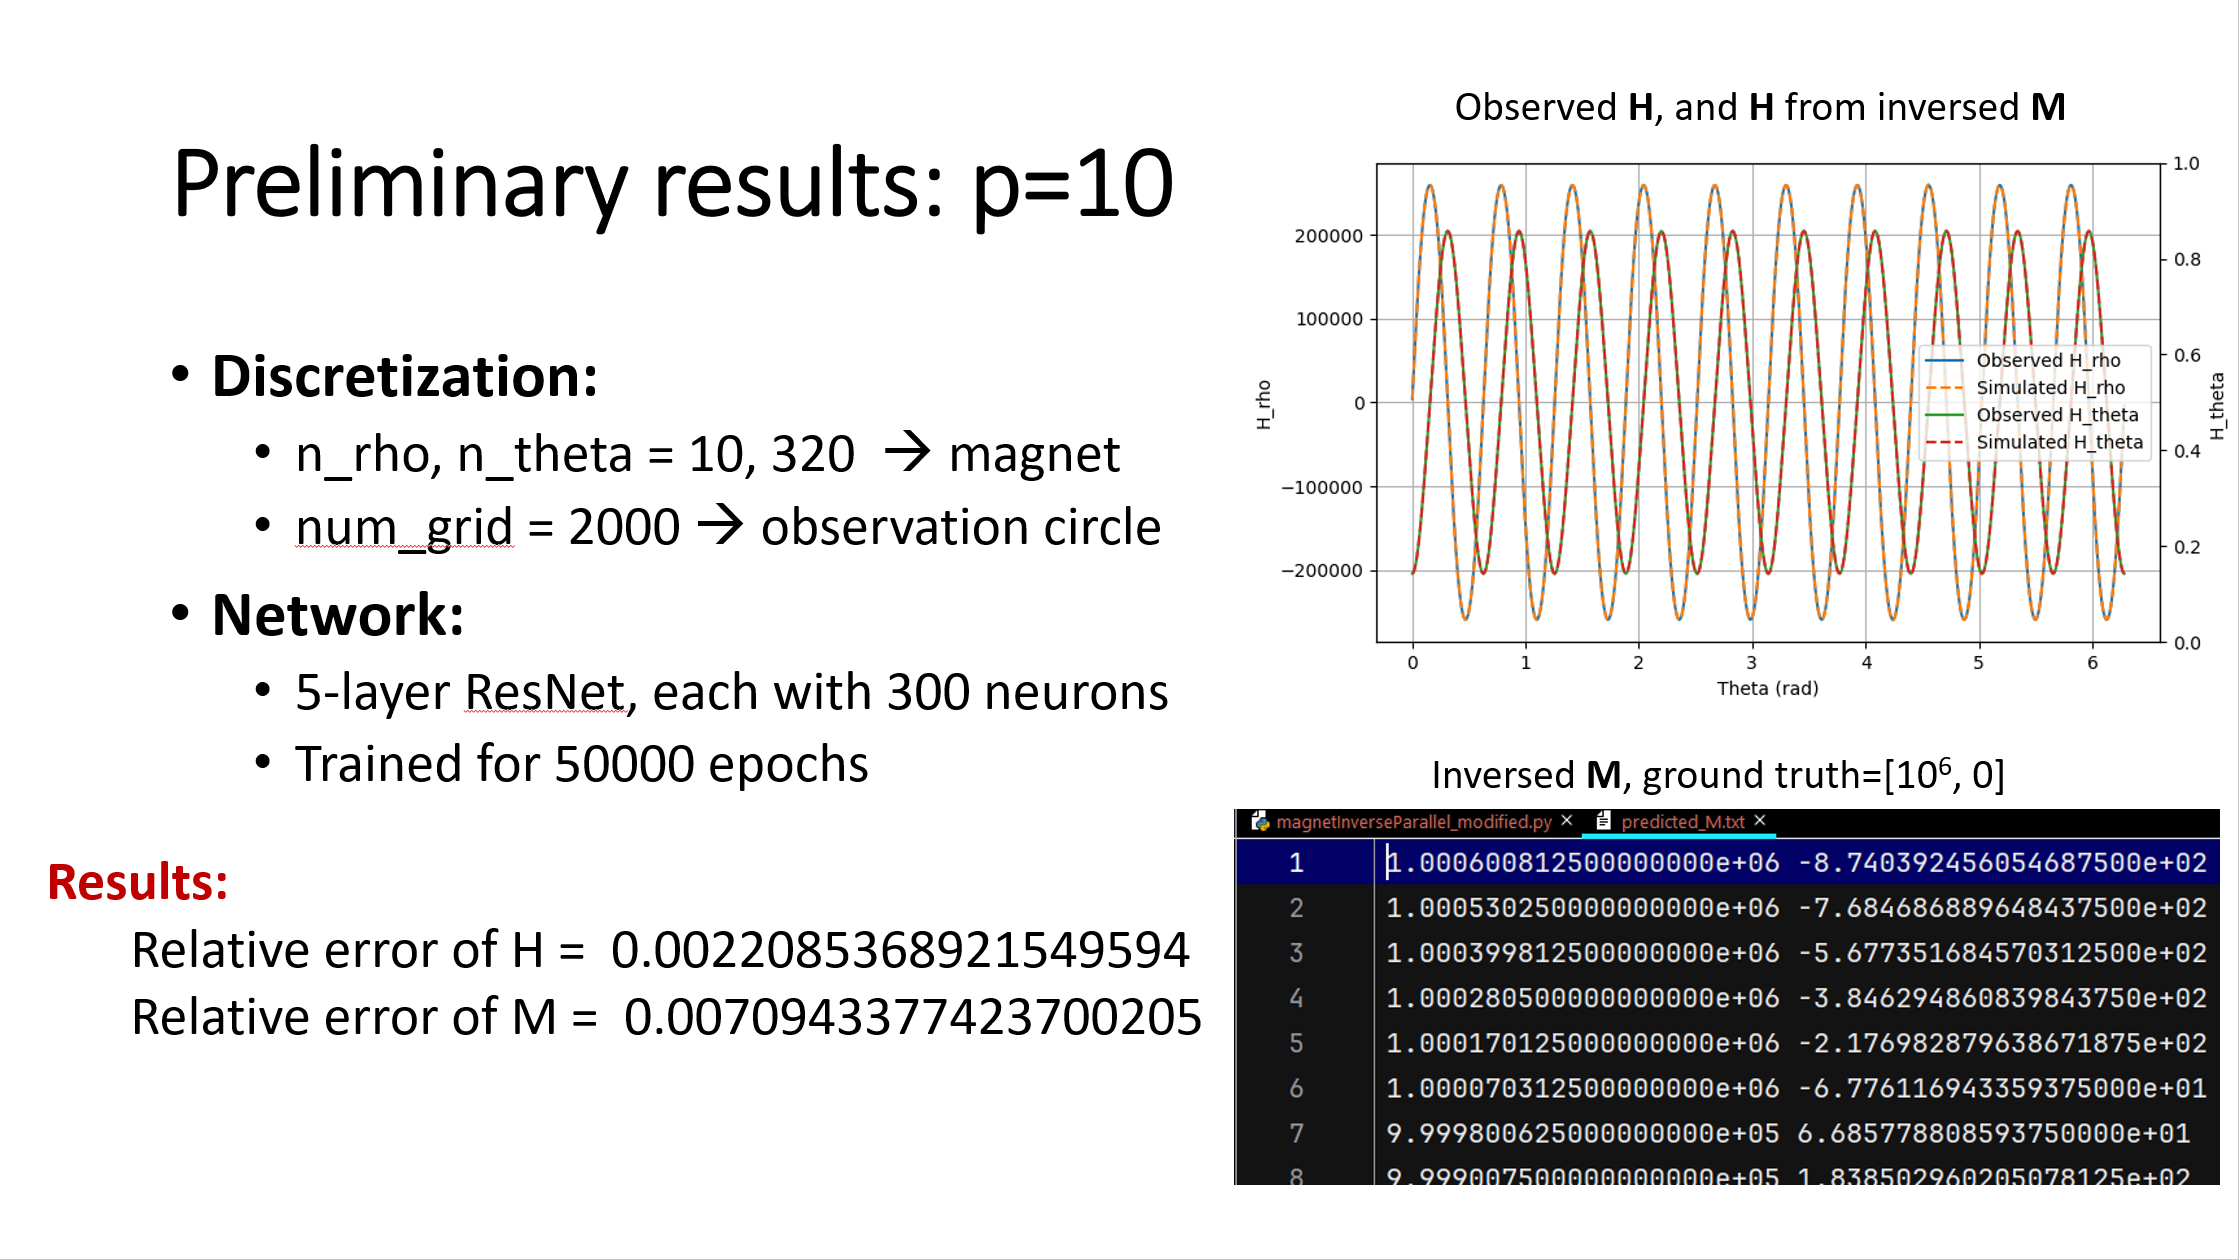 Preliminary results: p=10
• Discretization:
• n_rho, n_theta = 10, 320 → magnet
• num_grid = 2000 → observation circle
• Network:
• 5-layer ResNet, each with 300 neurons
• Trained for 50000 epochs
Results:
Relative error of H = 0.0022085368921549594
Relative error of M = 0.0070943377423700205
Observed H, and H from inversed M
200000
100000
0
−100000
−200000
H_rho
1.0
0.8
0.6
0.4
0.2
0.0
H_theta
Observed H_rho
Simulated H_rho
Observed H_theta
Simulated H_theta
0 1 2 3 4 5 6
Theta (rad)
Inversed M, ground truth=[10⁶, 0]
magnetInverseParallel_modified.py × predicted_M.txt ×
1 1.000600812500000000e+06 -8.740392456054687500e+02
2 1.000530250000000000e+06 -7.684686889648437500e+02
3 1.000399812500000000e+06 -5.677351684570312500e+02
4 1.000280500000000000e+06 -3.846294860839843750e+02
5 1.000170125000000000e+06 -2.176982879638671875e+02
6 1.000070312500000000e+06 -6.776116943359375000e+01
7 9.999800625000000000e+05 6.685778808593750000e+01
8 9.999007500000000000e+05 1.838502960205078125e+02